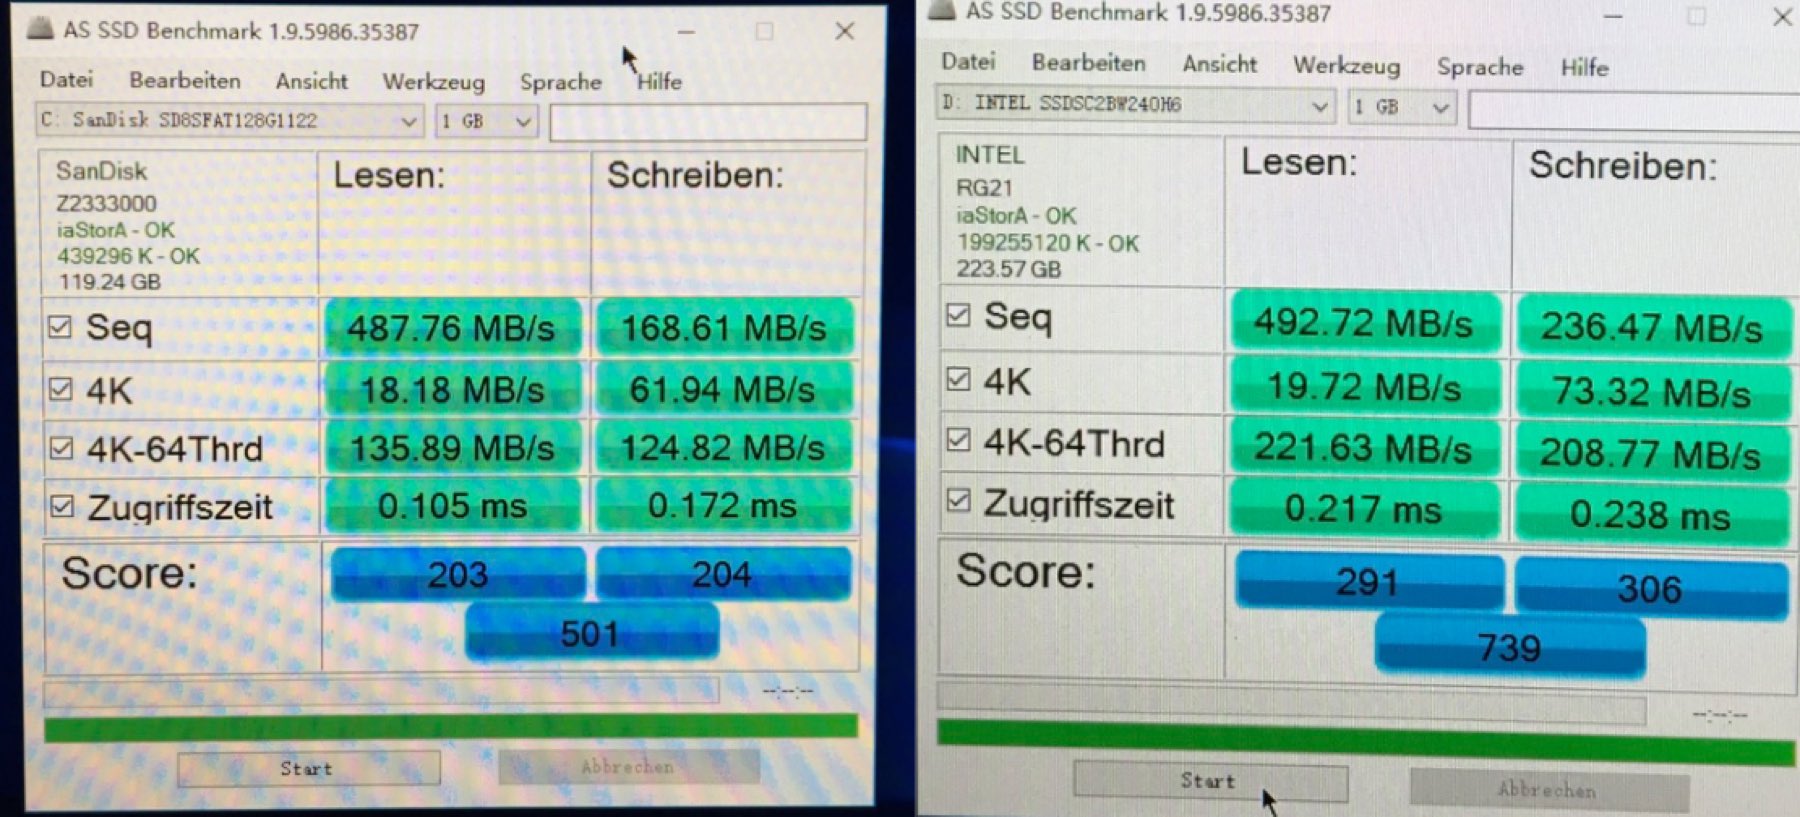 AS SSD Benchmark 1.9.5986.35387
Datei Bearbeiten Ansicht Werkzeug Sprache Hilfe
C: SanDisk SD8SFAT128G1122 1 GB
SanDisk
Z2333000
iaStorA - OK
439296 K - OK
119.24 GB
Lesen: Schreiben:
Seq 487.76 MB/s 168.61 MB/s
4K 18.18 MB/s 61.94 MB/s
4K-64Thrd 135.89 MB/s 124.82 MB/s
Zugriffszeit 0.105 ms 0.172 ms
Score: 203 204
501
--:--:--
Start Abbrechen
AS SSD Benchmark 1.9.5986.35387
Datei Bearbeiten Ansicht Werkzeug Sprache Hilfe
D: INTEL SSDSC2BW240H6 1 GB
INTEL
RG21
iaStorA - OK
199255120 K - OK
223.57 GB
Lesen: Schreiben:
Seq 492.72 MB/s 236.47 MB/s
4K 19.72 MB/s 73.32 MB/s
4K-64Thrd 221.63 MB/s 208.77 MB/s
Zugriffszeit 0.217 ms 0.238 ms
Score: 291 306
739
--:--:--
Start Abbrechen